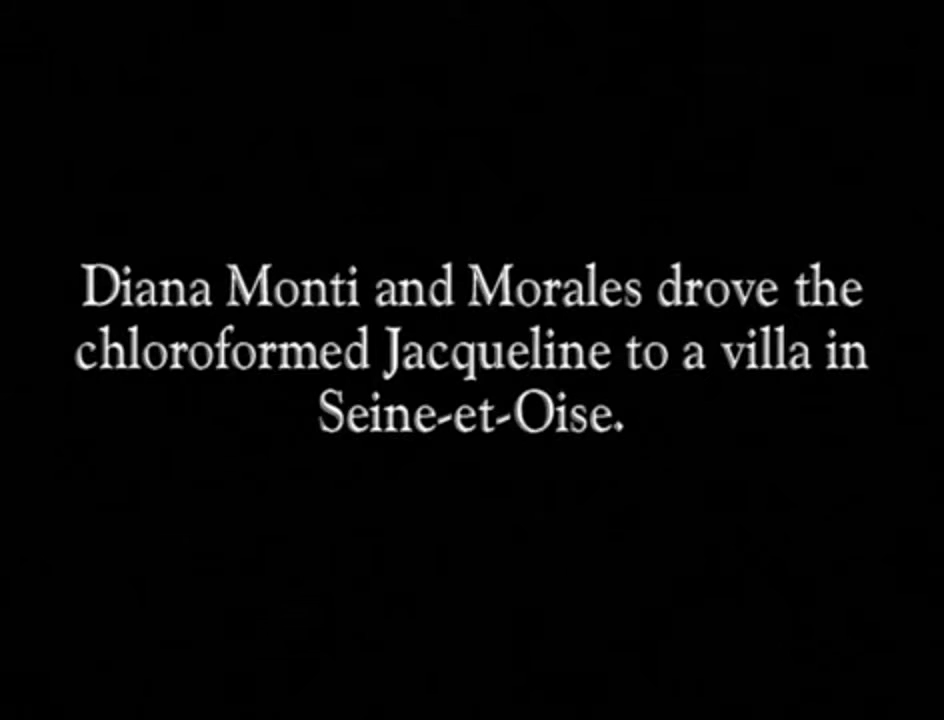 Diana Monti and Morales drove the
chloroformed Jacqueline to a villa in
Seine-et-Oise.